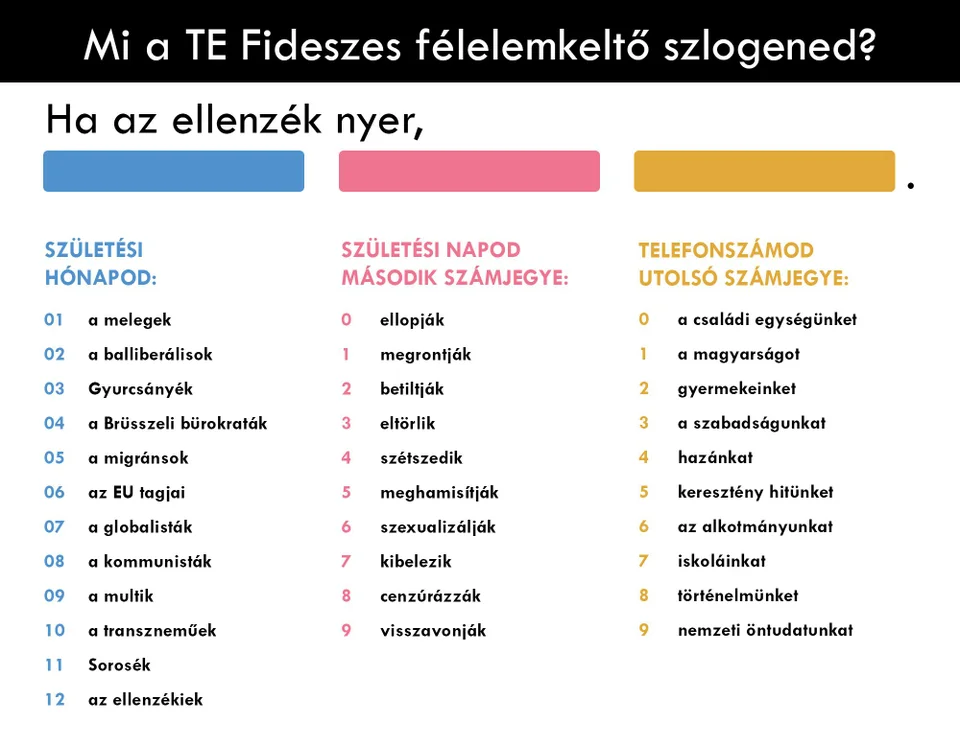 Mi a TE Fideszes félelemkeltő szlogened?
Ha az ellenzék nyer,
.
SZÜLETÉSI
HÓNAPOD:
01 a melegek
02 a balliberálisok
03 Gyurcsányék
04 a Brüsszeli bürokraták
05 a migránsok
06 az EU tagjai
07 a globalisták
08 a kommunisták
09 a multik
10 a transzneműek
11 Sorosék
12 az ellenzékiek
SZÜLETÉSI NAPOD
MÁSODIK SZÁMJEGYE:
0 ellopják
1 megrontják
2 betiltják
3 eltörlik
4 szétszedik
5 meghamisítják
6 szexualizálják
7 kibelezik
8 cenzúrázzák
9 visszavonják
TELEFONSZÁMOD
UTOLSÓ SZÁMJEGYE:
0 a családi egységünket
1 a magyarságot
2 gyermekeinket
3 a szabadságunkat
4 hazánkat
5 keresztény hitünket
6 az alkotmányunkat
7 iskoláinkat
8 történelmünket
9 nemzeti öntudatunkat